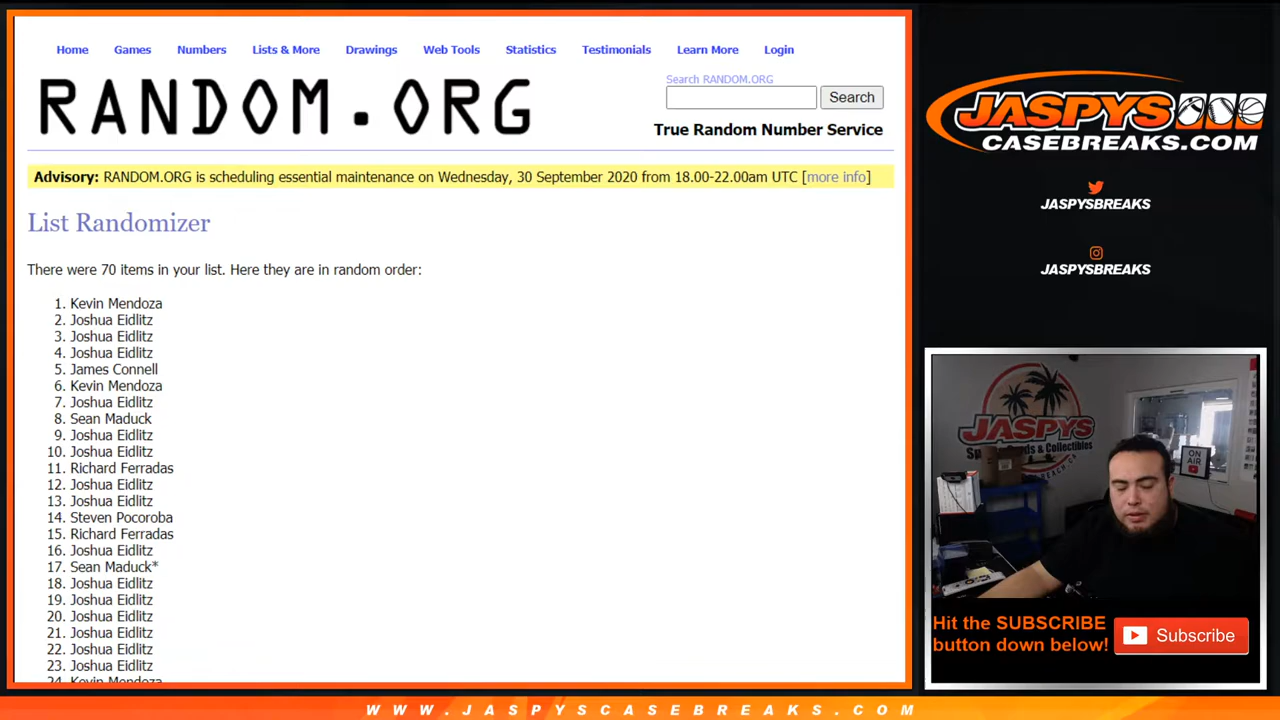 Home Games Numbers Lists & More Drawings Web Tools Statistics Testimonials Learn More Login
RANDOM.ORG
Search RANDOM.ORG
Search
True Random Number Service
Advisory: RANDOM.ORG is scheduling essential maintenance on Wednesday, 30 September 2020 from 18.00-22.00am UTC [more info]
List Randomizer
There were 70 items in your list. Here they are in random order:
1. Kevin Mendoza
2. Joshua Eidlitz
3. Joshua Eidlitz
4. Joshua Eidlitz
5. James Connell
6. Kevin Mendoza
7. Joshua Eidlitz
8. Sean Maduck
9. Joshua Eidlitz
10. Joshua Eidlitz
11. Richard Ferradas
12. Joshua Eidlitz
13. Joshua Eidlitz
14. Steven Pocoroba
15. Richard Ferradas
16. Joshua Eidlitz
17. Sean Maduck*
18. Joshua Eidlitz
19. Joshua Eidlitz
20. Joshua Eidlitz
21. Joshua Eidlitz
22. Joshua Eidlitz
23. Joshua Eidlitz
24. Kevin Mendoza
JASPYS
CASEBREAKS.COM
JASPYSBREAKS
JASPYSBREAKS
JASPYS
ON
AIR
Hit the SUBSCRIBE
button down below!
Subscribe
WWW.JASPYSCASEBREAKS.COM